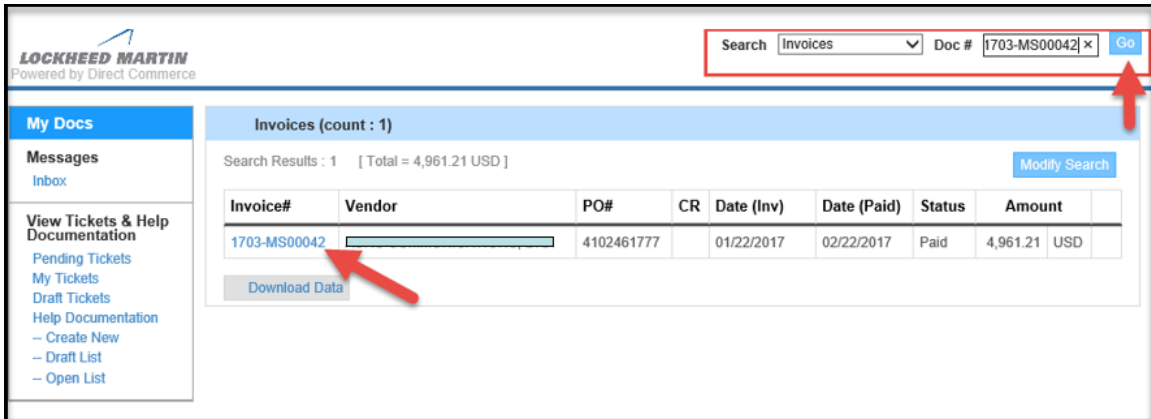 LOCKHEED MARTIN
Powered by Direct Commerce
Search Invoices Doc # 1703-MS00042 × Go
My Docs
Messages
Inbox
View Tickets & Help
Documentation
Pending Tickets
My Tickets
Draft Tickets
Help Documentation
-- Create New
-- Draft List
-- Open List
Invoices (count : 1)
Search Results : 1 [ Total = 4,961.21 USD ]
Modify Search
Invoice# Vendor PO# CR Date (Inv) Date (Paid) Status Amount
1703-MS00042 4102461777 01/22/2017 02/22/2017 Paid 4,961.21 USD
Download Data